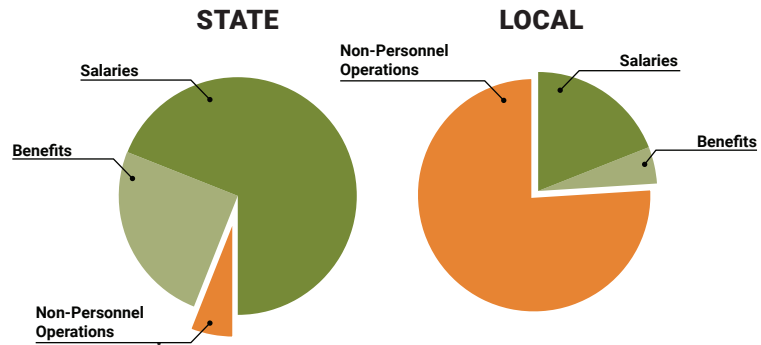 STATE
Salaries
Benefits
Non-Personnel
Operations
LOCAL
Non-Personnel
Operations
Salaries
Benefits